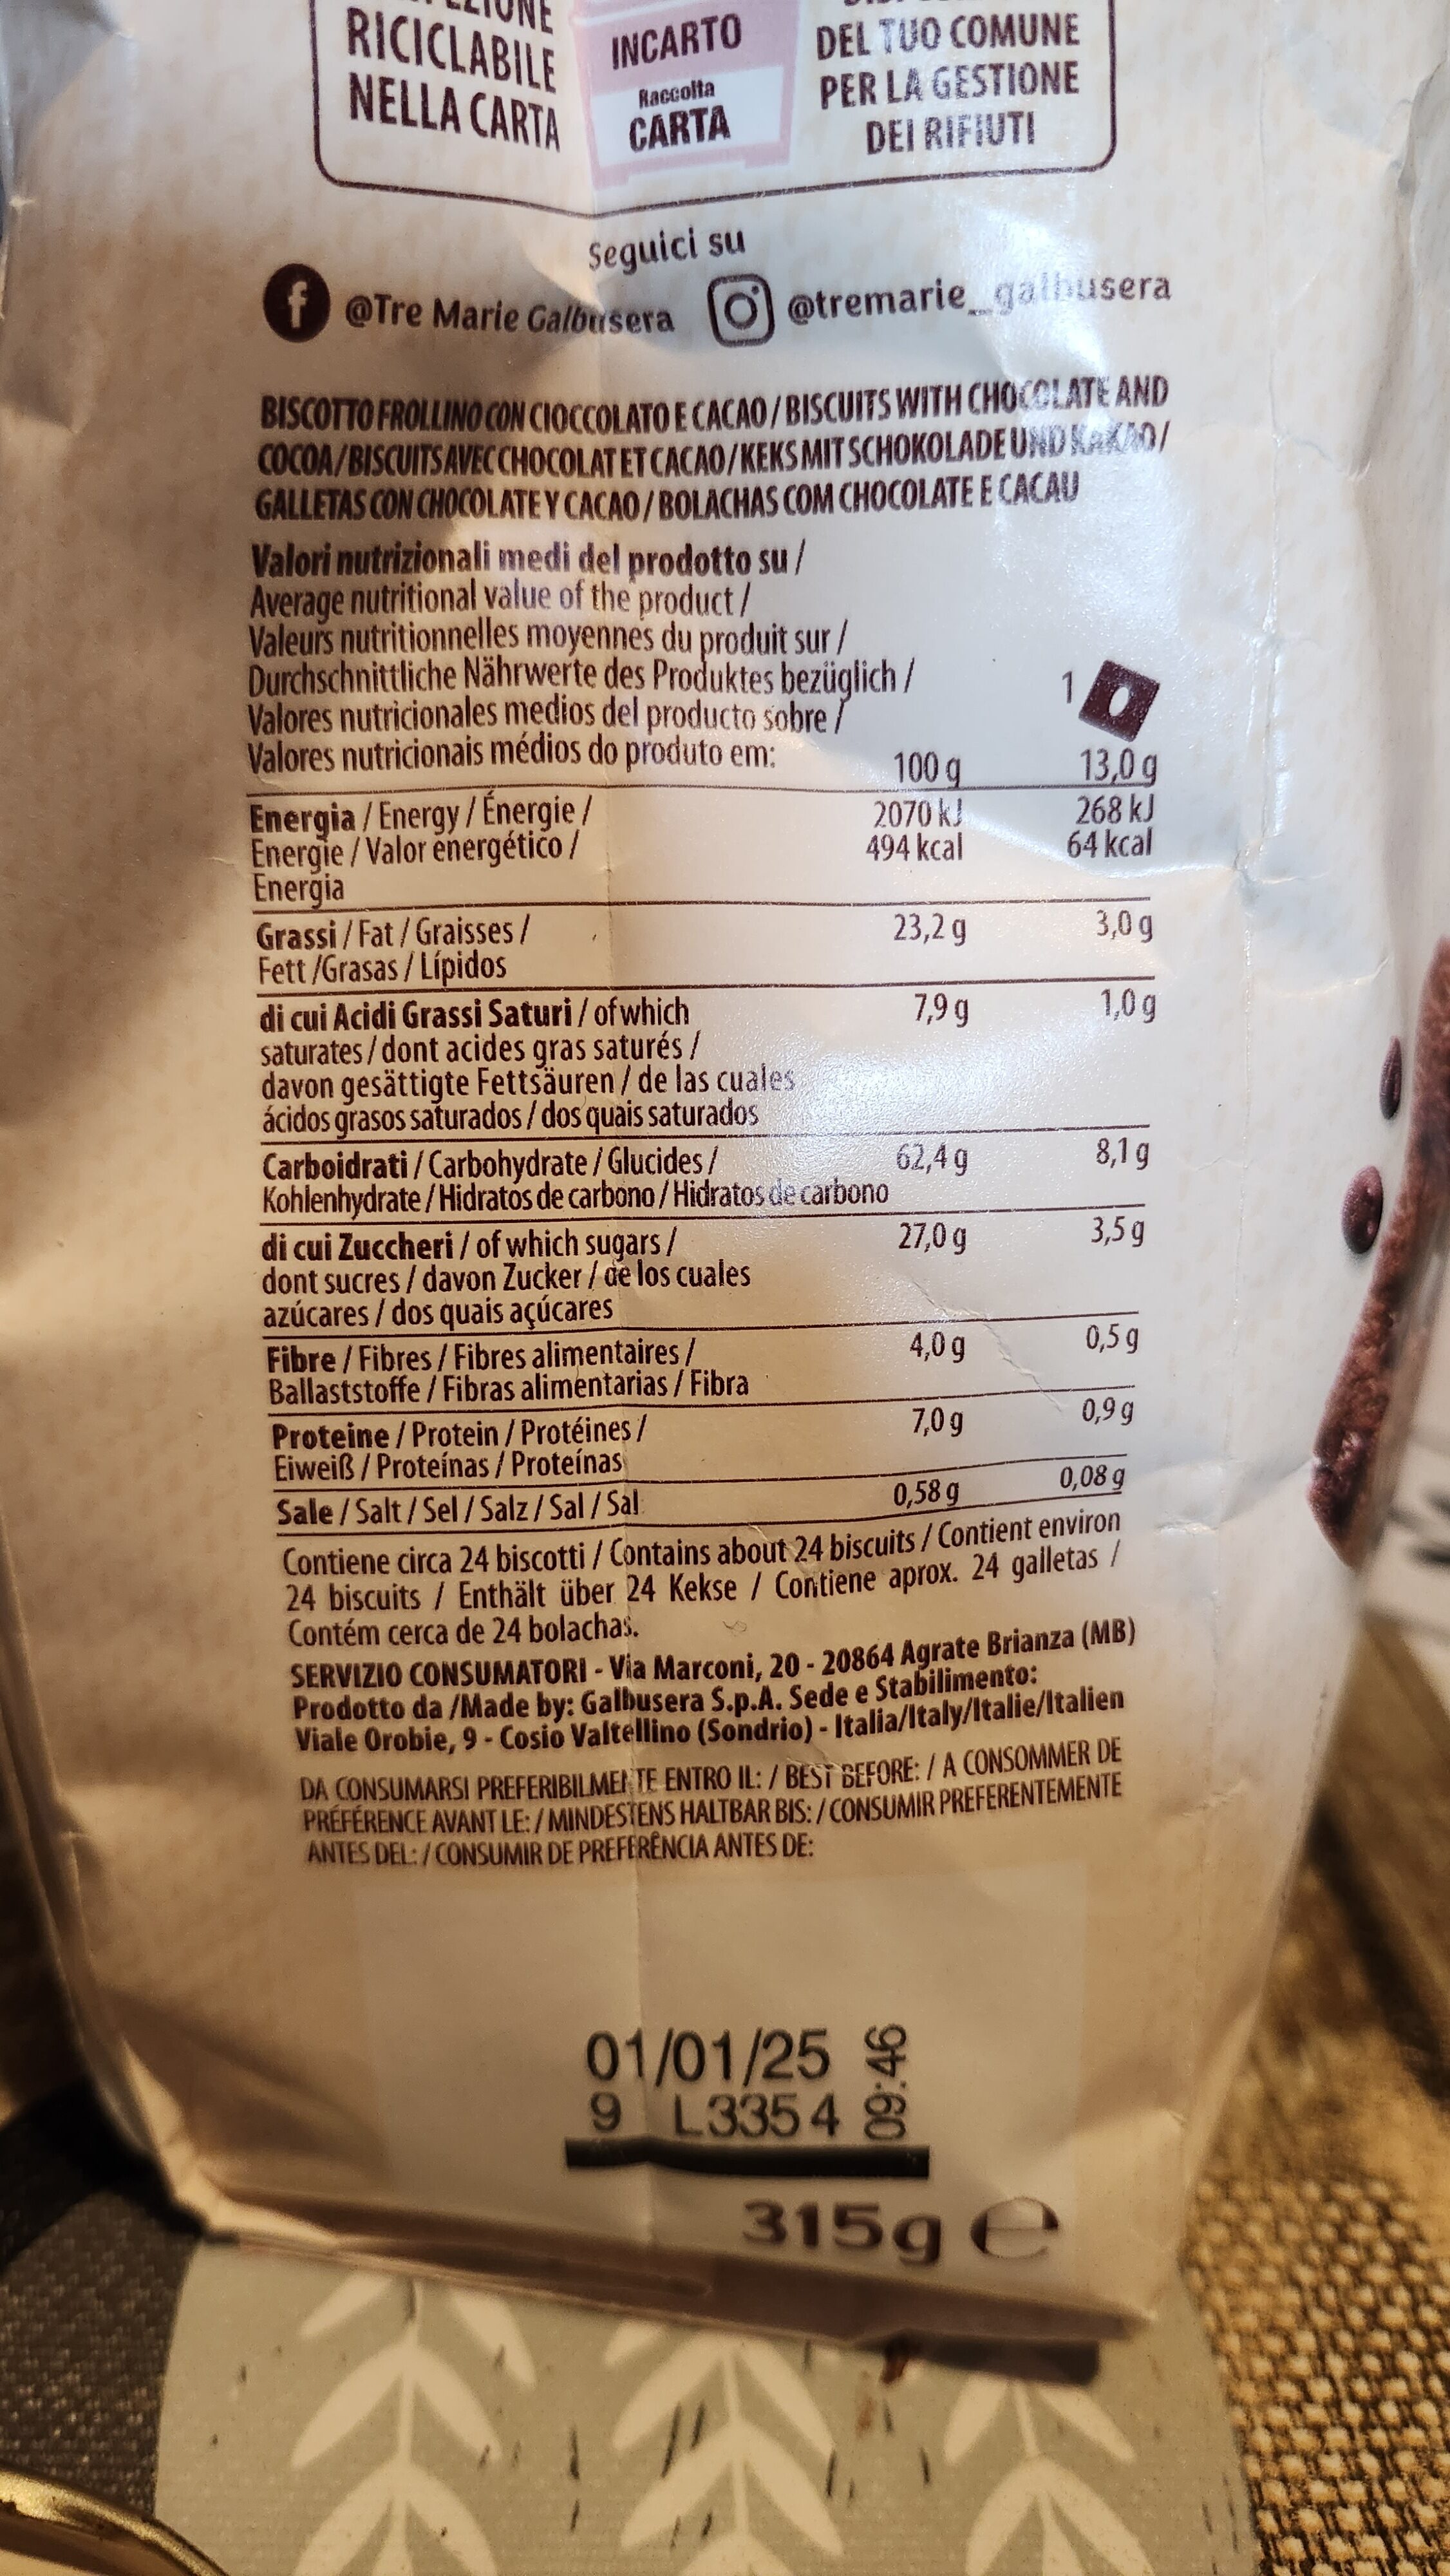 RICICLABILE
NELLA CARTA
INCARTO
Raccolta
CARTA
DEL TUO COMUNE
PER LA GESTIONE
DEI RIFIUTI
Seguici su
f @Tre Marie Galbusera @tremarie_galbusera
BISCOTTO FROLLINO CON CIOCCOLATO E CACAO / BISCUITS WITH CHOCOLATE AND
COCOA/BISCUITS AVEC CHOCOLAT ET CACAO/KEKS MIT SCHOKOLADE UND KAKAO/
GALLETAS CON CHOCOLATE Y CACAO / BOLACHAS COM CHOCOLATE E CACAU
Valori nutrizionali medi del prodotto su /
Average nutritional value of the product /
Valeurs nutritionnelles moyennes du produit sur /
Durchschnittliche Nährwerte des Produktes bezüglich /
Valores nutricionales medios del producto sobre / 1
Valores nutricionais médios do produto em: 100 g 13,0 g
Energia / Energy / Énergie / 2070 kJ 268 kJ
Energie / Valor energético / 494 kcal 64 kcal
Energia
Grassi / Fat / Graisses / 23,2 g 3,0 g
Fett /Grasas / Lípidos
di cui Acidi Grassi Saturi / of which 7,9 g 1,0 g
saturates / dont acides gras saturés /
davon gesättigte Fettsäuren / de las cuales
ácidos grasos saturados / dos quais saturados
Carboidrati / Carbohydrate / Glucides / 62,4 g 8,1 g
Kohlenhydrate / Hidratos de carbono / Hidratos de carbono
di cui Zuccheri / of which sugars / 27,0 g 3,5 g
dont sucres / davon Zucker / de los cuales
azúcares / dos quais açúcares
Fibre / Fibres / Fibres alimentaires / 4,0 g 0,5 g
Ballaststoffe / Fibras alimentarias / Fibra
Proteine / Protein / Protéines / 7,0 g 0,9 g
Eiweiß / Proteínas / Proteínas
Sale / Salt / Sel / Salz / Sal / Sal 0,58 g 0,08 g
Contiene circa 24 biscotti / Contains about 24 biscuits / Contient environ
24 biscuits / Enthält über 24 Kekse / Contiene aprox. 24 galletas /
Contém cerca de 24 bolachas.
SERVIZIO CONSUMATORI - Via Marconi, 20 - 20864 Agrate Brianza (MB)
Prodotto da /Made by: Galbusera S.p.A. Sede e Stabilimento:
Viale Orobie, 9 - Cosio Valtellino (Sondrio) - Italia/Italy/Italie/Italien
DA CONSUMARSI PREFERIBILMENTE ENTRO IL: / BEST BEFORE: / A CONSOMMER DE
PRÉFÉRENCE AVANT LE: / MINDESTENS HALTBAR BIS: / CONSUMIR PREFERENTEMENTE
ANTES DEL: / CONSUMIR DE PREFERÊNCIA ANTES DE:
01/01/25 09:46
9 L3354
315g e